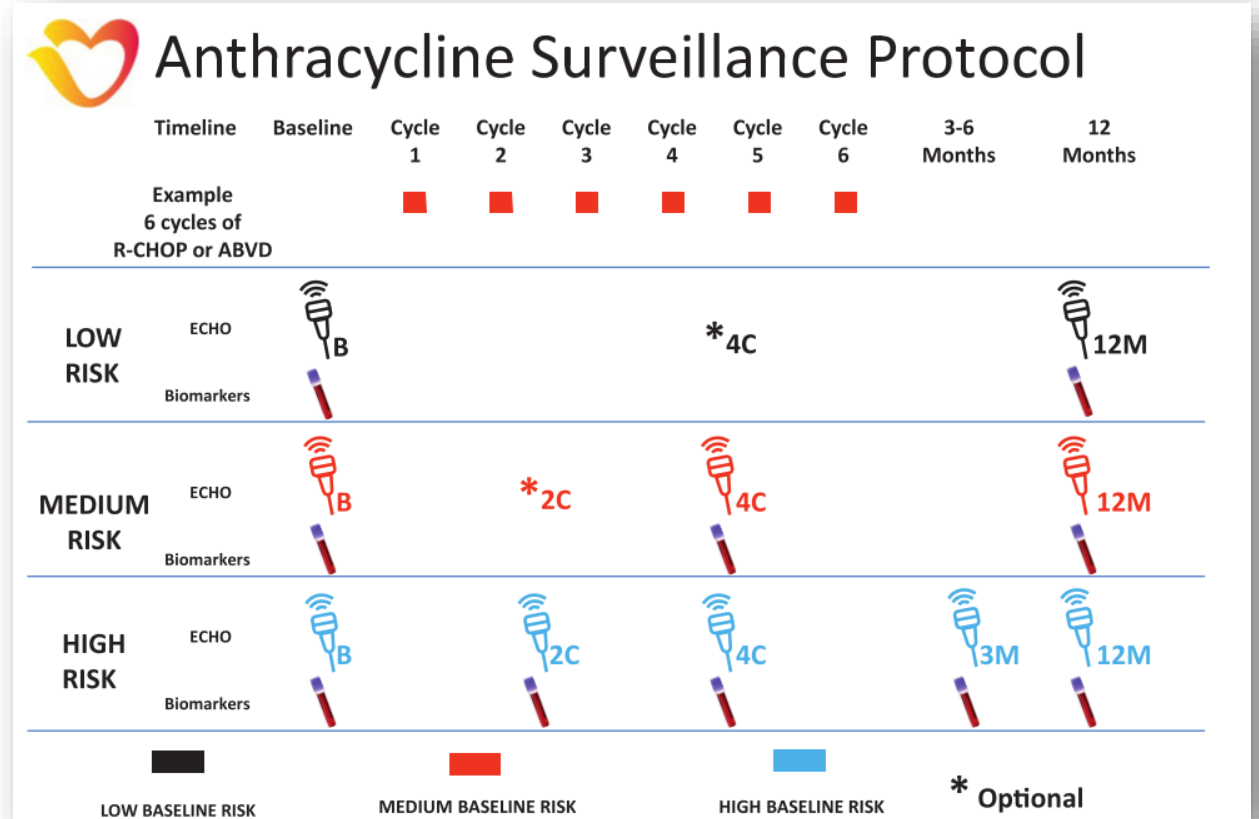 Anthracycline Surveillance Protocol
Timeline Baseline Cycle Cycle Cycle Cycle Cycle Cycle 3-6 12
1 2 3 4 5 6 Months Months
Example
6 cycles of
R-CHOP or ABVD
LOW
RISK
ECHO
B *4C 12M
Biomarkers
MEDIUM
RISK
ECHO
B *2C 4C 12M
Biomarkers
HIGH
RISK
ECHO
B 2C 4C 3M 12M
Biomarkers
LOW BASELINE RISK MEDIUM BASELINE RISK HIGH BASELINE RISK * Optional